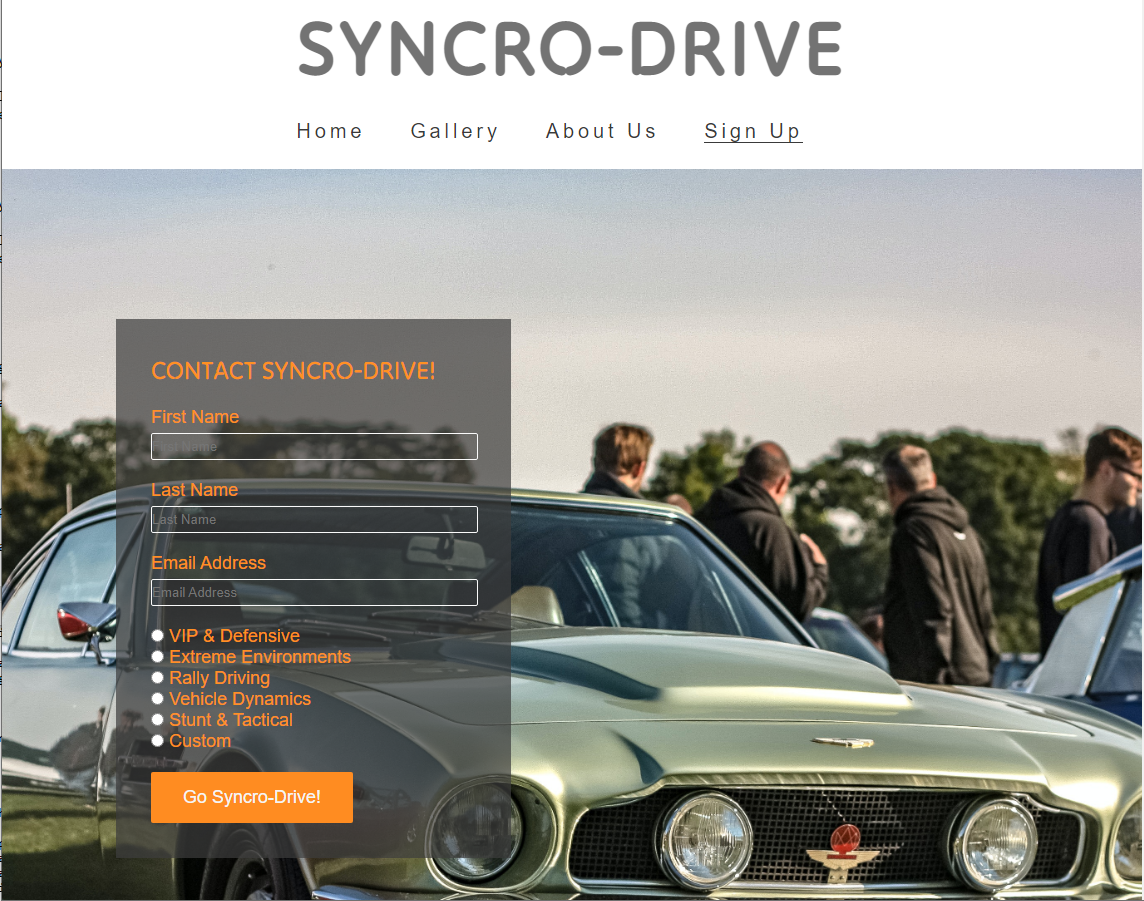 SYNCRO-DRIVE
Home Gallery About Us Sign Up
CONTACT SYNCRO-DRIVE!
First Name
First Name
Last Name
Last Name
Email Address
Email Address
VIP & Defensive
Extreme Environments
Rally Driving
Vehicle Dynamics
Stunt & Tactical
Custom
Go Syncro-Drive!